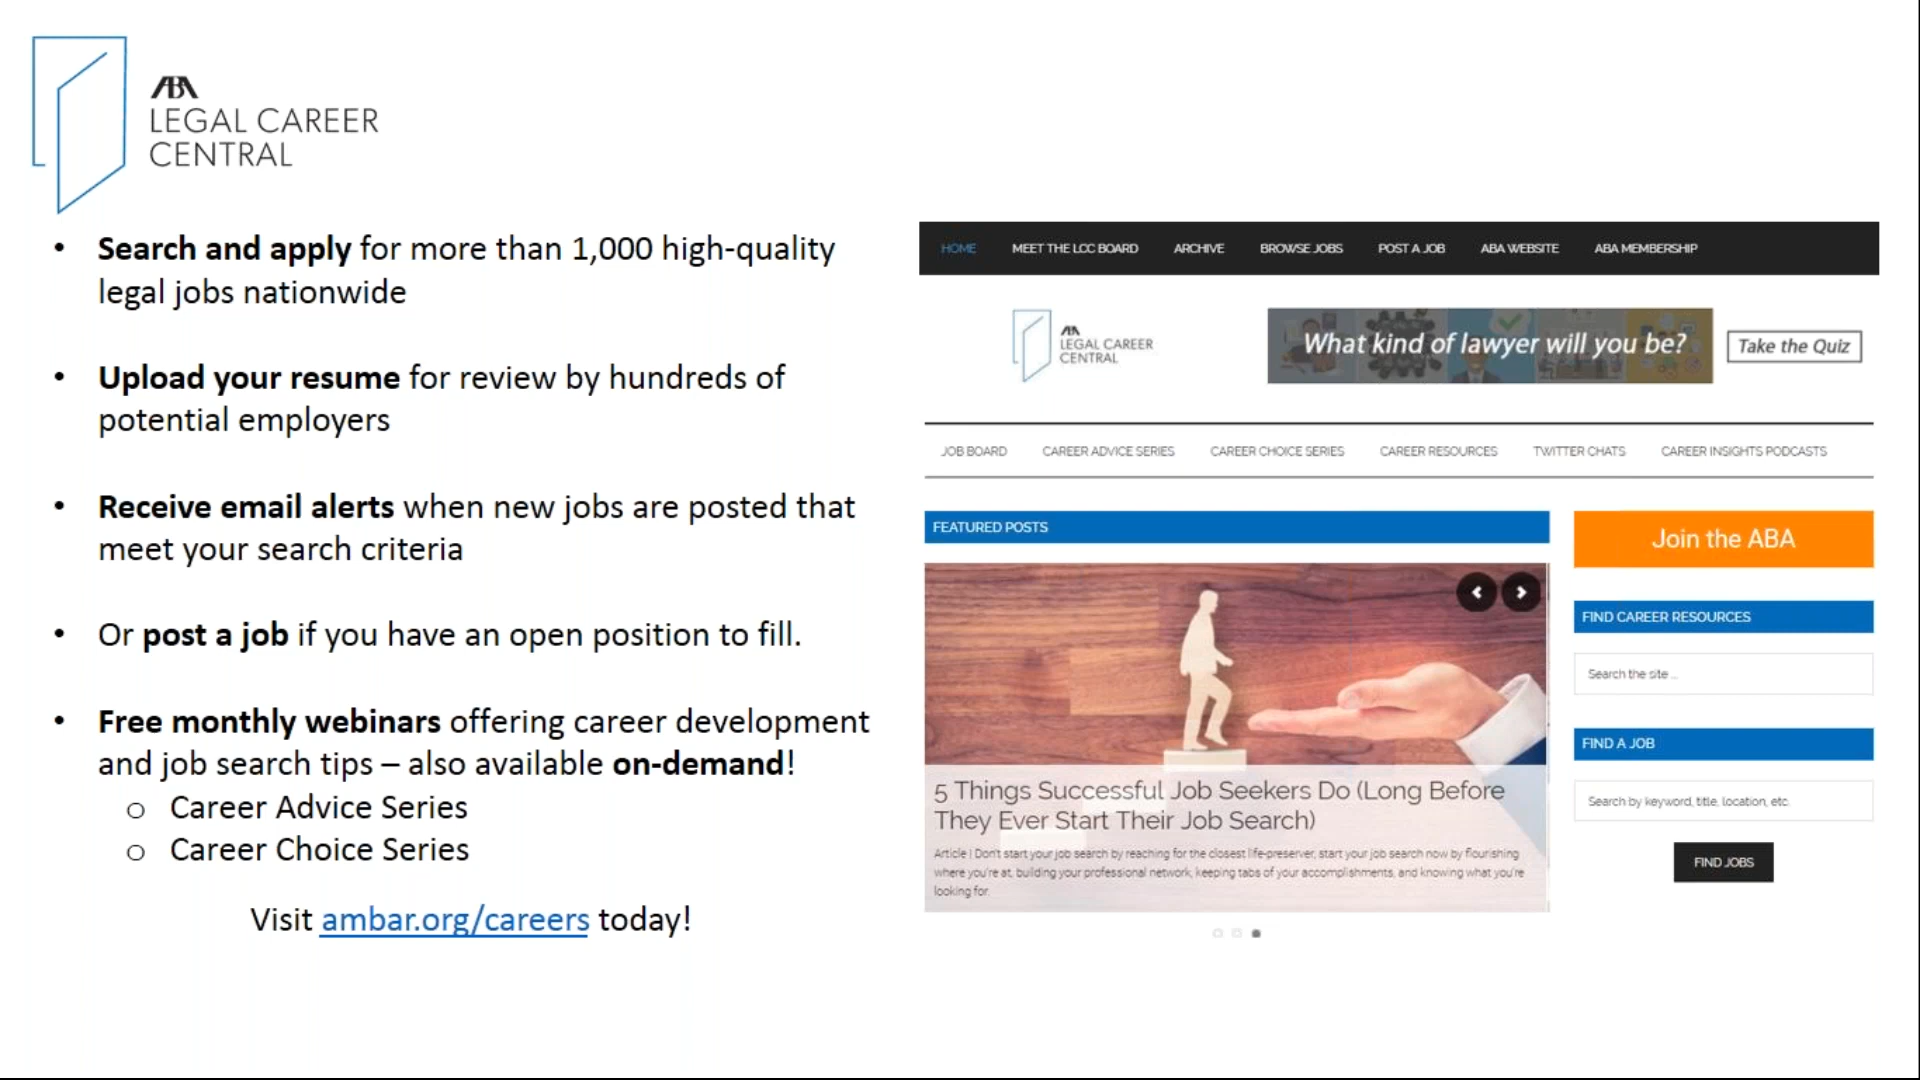 ABA
LEGAL CAREER
CENTRAL
• Search and apply for more than 1,000 high-quality
legal jobs nationwide
• Upload your resume for review by hundreds of
potential employers
• Receive email alerts when new jobs are posted that
meet your search criteria
• Or post a job if you have an open position to fill.
• Free monthly webinars offering career development
and job search tips – also available on-demand!
o Career Advice Series
o Career Choice Series
Visit ambar.org/careers today!
HOME MEET THE LCC BOARD ARCHIVE BROWSE JOBS POST A JOB ABA WEBSITE ABA MEMBERSHIP
ABA
LEGAL CAREER
CENTRAL
What kind of lawyer will you be?
Take the Quiz
JOB BOARD CAREER ADVICE SERIES CAREER CHOICE SERIES CAREER RESOURCES TWITTER CHATS CAREER INSIGHTS PODCASTS
FEATURED POSTS
5 Things Successful Job Seekers Do (Long Before
They Ever Start Their Job Search)
Article | Don't start your job search by reaching for the closest life-preserver, start your job search now by flourishing
where you're at, building your professional network, keeping tabs of your accomplishments, and knowing what you're
looking for.
Join the ABA
FIND CAREER RESOURCES
Search the site ...
FIND A JOB
Search by keyword, title, location, etc.
FIND JOBS